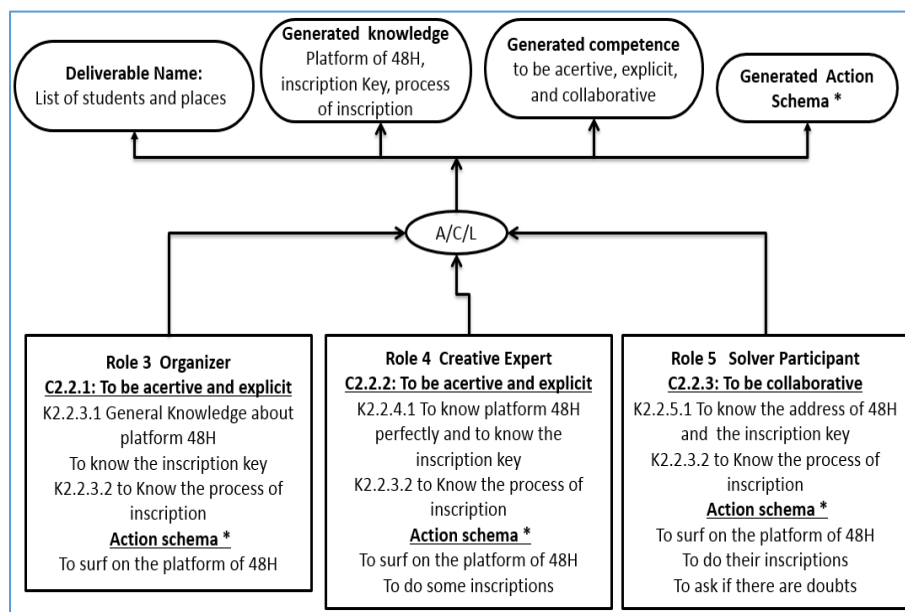 Deliverable Name:
List of students and places
Generated knowledge
Platform of 48H,
inscription Key, process
of inscription
Generated competence
to be acertive, explicit,
and collaborative
Generated Action
Schema *
A/C/L
Role 3 Organizer
C2.2.1: To be acertive and explicit
K2.2.3.1 General Knowledge about
platform 48H
To know the inscription key
K2.2.3.2 to Know the process of
inscription
Action schema *
To surf on the platform of 48H
Role 4 Creative Expert
C2.2.2: To be acertive and explicit
K2.2.4.1 To know platform 48H
perfectly and to know the
inscription key
K2.2.3.2 to Know the process of
inscription
Action schema *
To surf on the platform of 48H
To do some inscriptions
Role 5 Solver Participant
C2.2.3: To be collaborative
K2.2.5.1 To know the address of 48H
and the inscription key
K2.2.3.2 to Know the process of
inscription
Action schema *
To surf on the platform of 48H
To do their inscriptions
To ask if there are doubts